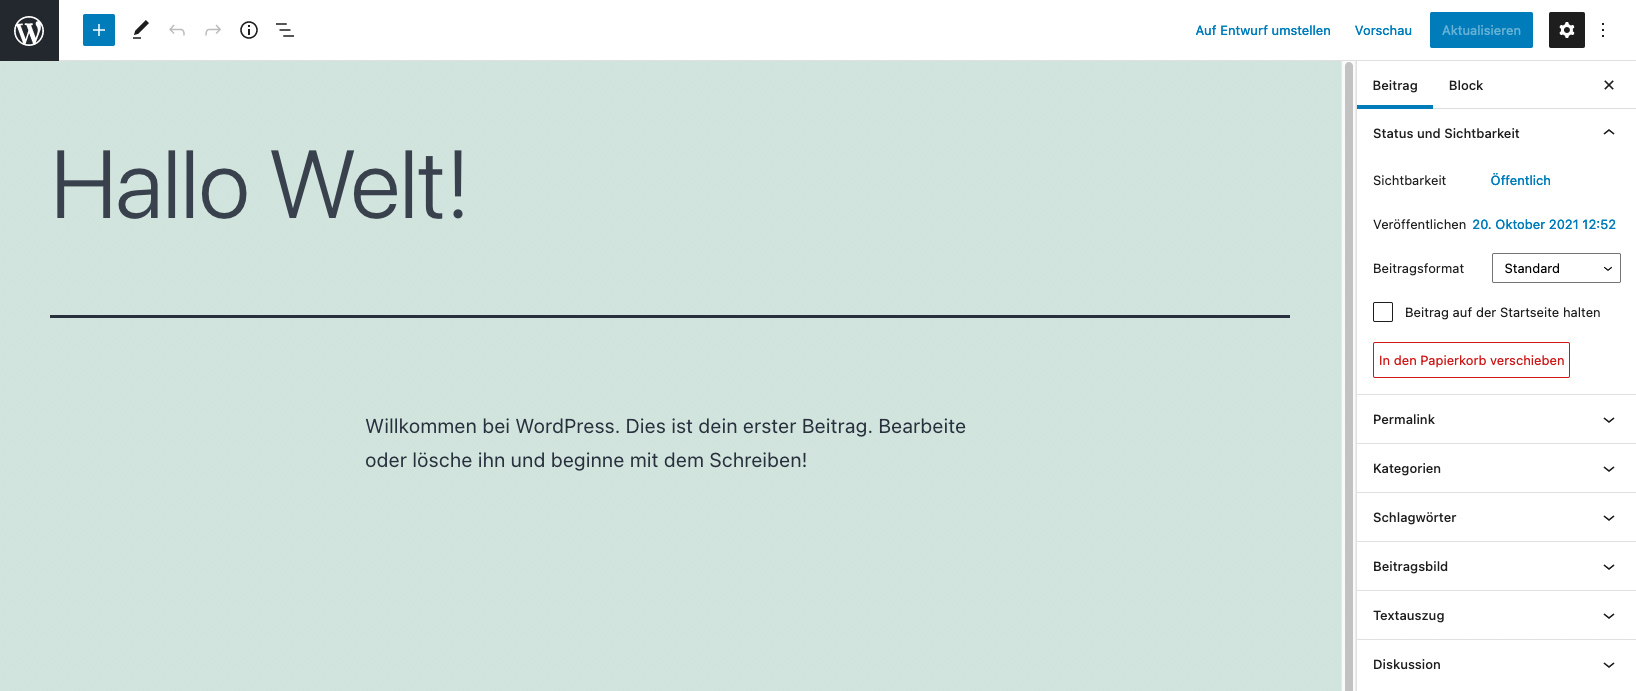 Auf Entwurf umstellen Vorschau Aktualisieren
Beitrag Block
Status und Sichtbarkeit
Sichtbarkeit Öffentlich
Veröffentlichen 20. Oktober 2021 12:52
Beitragsformat Standard
Beitrag auf der Startseite halten
In den Papierkorb verschieben
Permalink
Kategorien
Schlagwörter
Beitragsbild
Textauszug
Diskussion
Hallo Welt!
Willkommen bei WordPress. Dies ist dein erster Beitrag. Bearbeite
oder lösche ihn und beginne mit dem Schreiben!